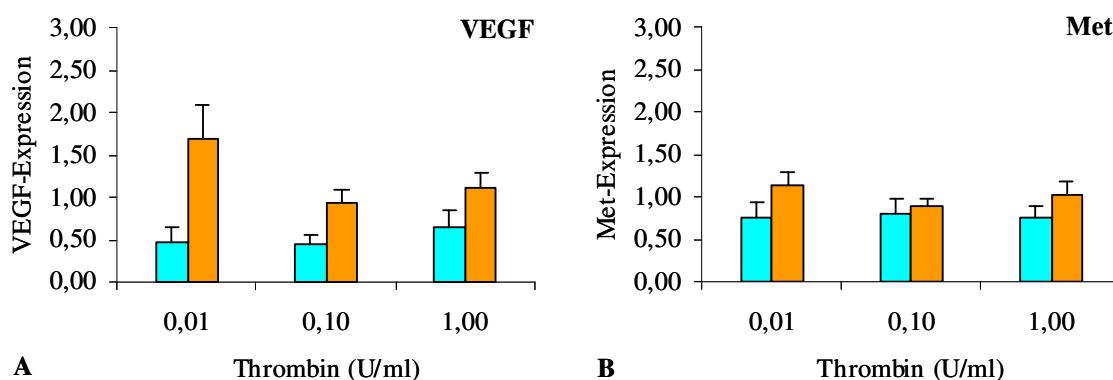 VEGF
VEGF-Expression
3,00
2,50
2,00
1,50
1,00
0,50
0,00
0,01 0,10 1,00
A Thrombin (U/ml)
Met
Met-Expression
3,00
2,50
2,00
1,50
1,00
0,50
0,00
0,01 0,10 1,00
B Thrombin (U/ml)